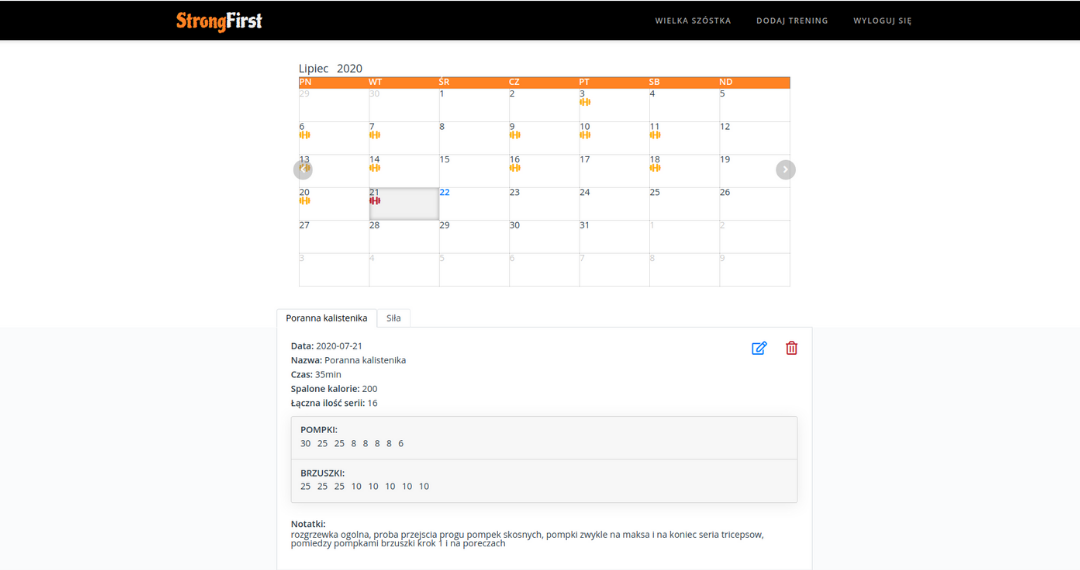 StrongFirst WIELKA SZÓSTKA DODAJ TRENING WYLOGUJ SIĘ
Lipiec 2020
PN WT ŚR CZ PT SB ND
29 30 1 2 3 4 5
6 7 8 9 10 11 12
13 14 15 16 17 18 19
20 21 22 23 24 25 26
27 28 29 30 31 1 2
3 4 5 6 7 8 9
Poranna kalistenika Siła
Data: 2020-07-21
Nazwa: Poranna kalistenika
Czas: 35min
Spalone kalorie: 200
Łączna ilość serii: 16
POMPKI:
30 25 25 8 8 8 8 6
BRZUSZKI:
25 25 25 10 10 10 10 10
Notatki:
rozgrzewka ogolna, proba przejscia progu pompek skosnych, pompki zwykle na maksa i na koniec seria tricepsow,
pomiedzy pompkami brzuszki krok 1 i na poreczach